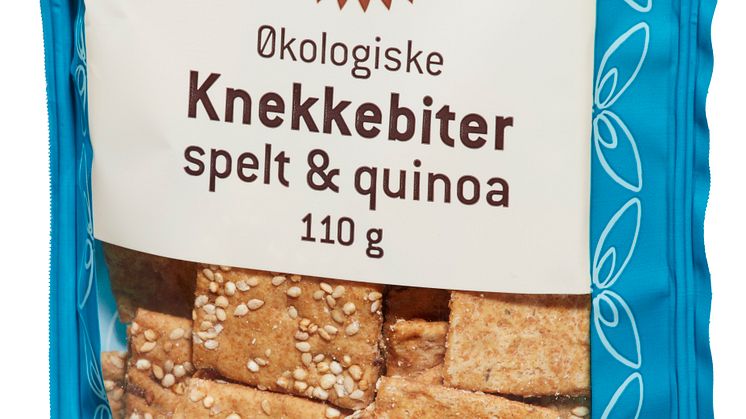 Økologiske
Knekkebiter
spelt & quinoa
110 g